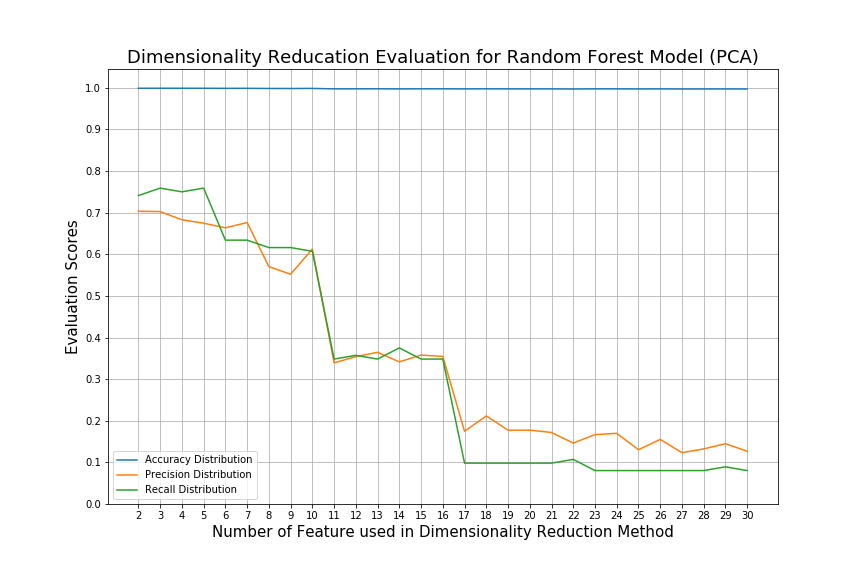 Dimensionality Reducation Evaluation for Random Forest Model (PCA)
Evaluation Scores
1.0
0.9
0.8
0.7
0.6
0.5
0.4
0.3
0.2
0.1
0.0
Accuracy Distribution
Precision Distribution
Recall Distribution
2 3 4 5 6 7 8 9 10 11 12 13 14 15 16 17 18 19 20 21 22 23 24 25 26 27 28 29 30
Number of Feature used in Dimensionality Reduction Method